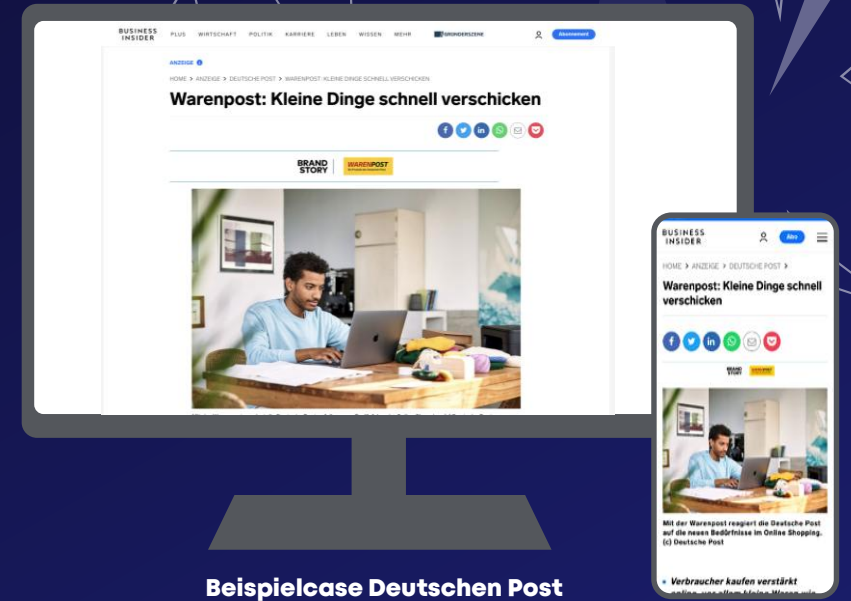 BUSINESS
INSIDER
PLUS WIRTSCHAFT POLITIK KARRIERE LEBEN WISSEN MEHR GRÜNDERSZENE
Abonnement
ANZEIGE
HOME > ANZEIGE > DEUTSCHE POST > WARENPOST: KLEINE DINGE SCHNELL VERSCHICKEN
Warenpost: Kleine Dinge schnell verschicken
BRAND
STORY
WARENPOST
BUSINESS
INSIDER
Abo
HOME > ANZEIGE > DEUTSCHE POST >
Warenpost: Kleine Dinge schnell
verschicken
BRAND
STORY
WARENPOST
Mit der Warenpost reagiert die Deutsche Post
auf die neuen Bedürfnisse im Online Shopping.
(c) Deutsche Post
• Verbraucher kaufen verstärkt
Beispielcase Deutschen Post